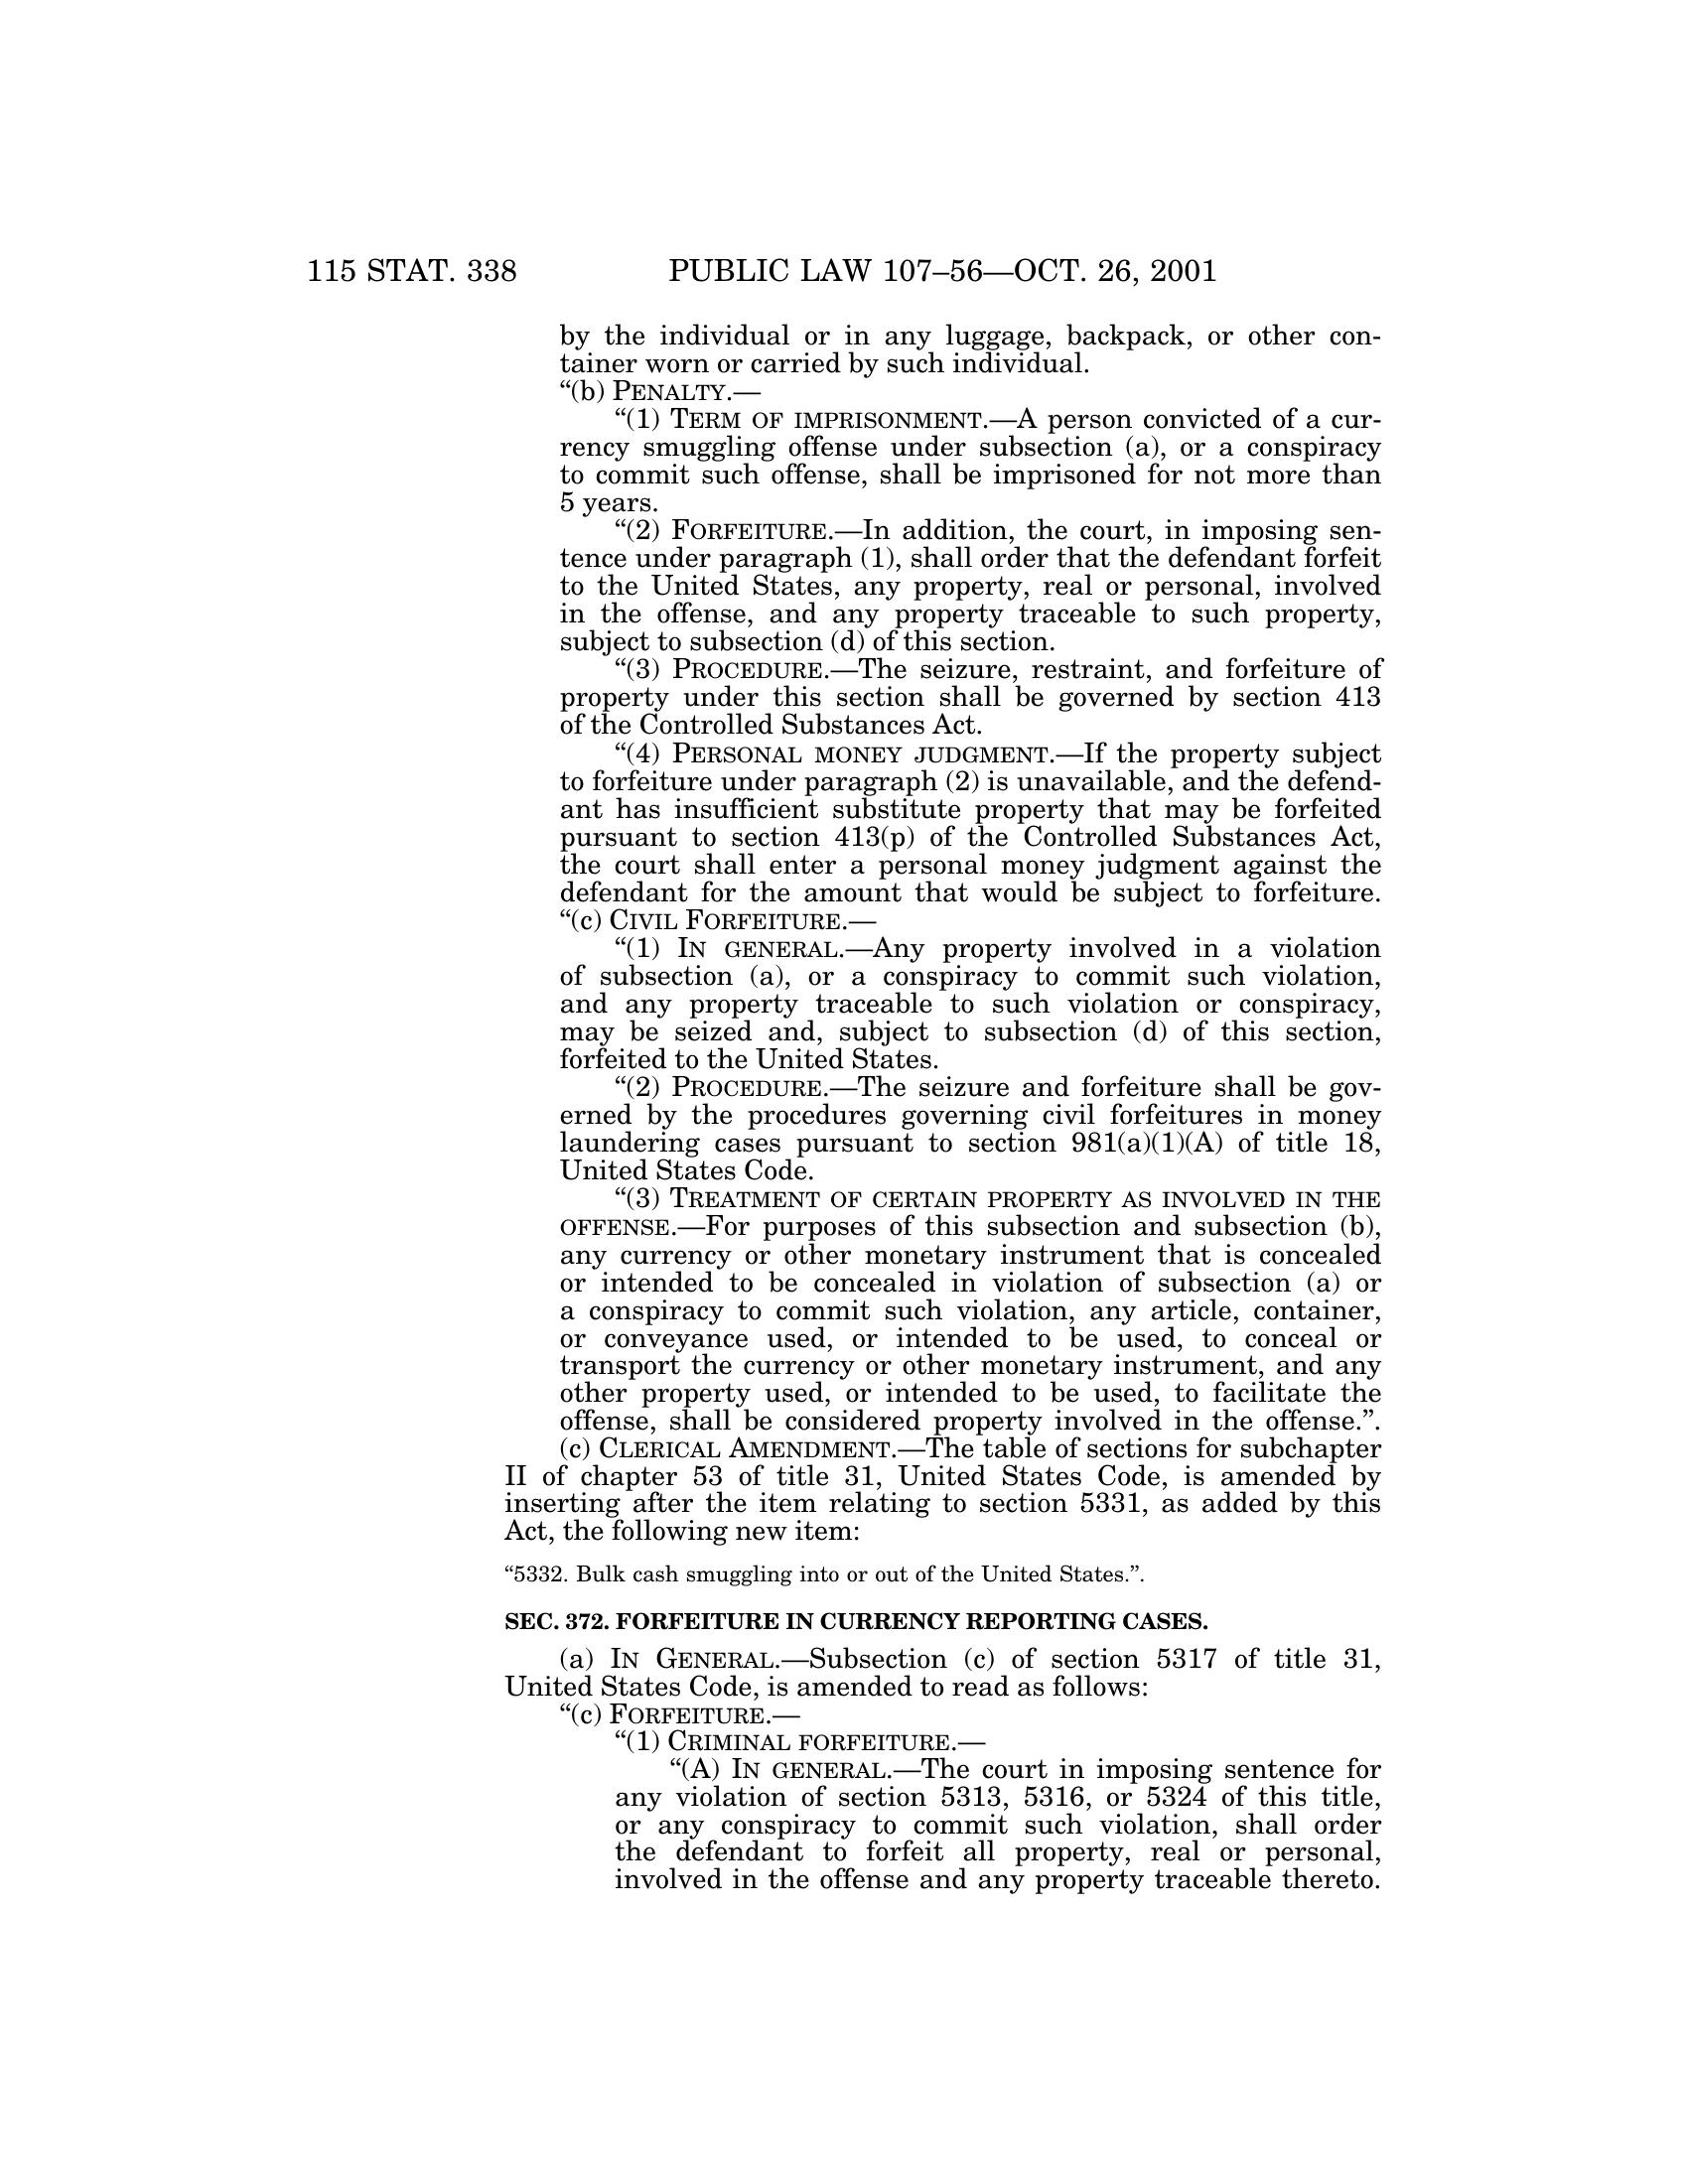 115 STAT. 338 PUBLIC LAW 107–56—OCT. 26, 2001
by the individual or in any luggage, backpack, or other con-
tainer worn or carried by such individual.
“(b) PENALTY.—
“(1) TERM OF IMPRISONMENT.—A person convicted of a cur-
rency smuggling offense under subsection (a), or a conspiracy
to commit such offense, shall be imprisoned for not more than
5 years.
“(2) FORFEITURE.—In addition, the court, in imposing sen-
tence under paragraph (1), shall order that the defendant forfeit
to the United States, any property, real or personal, involved
in the offense, and any property traceable to such property,
subject to subsection (d) of this section.
“(3) PROCEDURE.—The seizure, restraint, and forfeiture of
property under this section shall be governed by section 413
of the Controlled Substances Act.
“(4) PERSONAL MONEY JUDGMENT.—If the property subject
to forfeiture under paragraph (2) is unavailable, and the defend-
ant has insufficient substitute property that may be forfeited
pursuant to section 413(p) of the Controlled Substances Act,
the court shall enter a personal money judgment against the
defendant for the amount that would be subject to forfeiture.
“(c) CIVIL FORFEITURE.—
“(1) IN GENERAL.—Any property involved in a violation
of subsection (a), or a conspiracy to commit such violation,
and any property traceable to such violation or conspiracy,
may be seized and, subject to subsection (d) of this section,
forfeited to the United States.
“(2) PROCEDURE.—The seizure and forfeiture shall be gov-
erned by the procedures governing civil forfeitures in money
laundering cases pursuant to section 981(a)(1)(A) of title 18,
United States Code.
“(3) TREATMENT OF CERTAIN PROPERTY AS INVOLVED IN THE
OFFENSE.—For purposes of this subsection and subsection (b),
any currency or other monetary instrument that is concealed
or intended to be concealed in violation of subsection (a) or
a conspiracy to commit such violation, any article, container,
or conveyance used, or intended to be used, to conceal or
transport the currency or other monetary instrument, and any
other property used, or intended to be used, to facilitate the
offense, shall be considered property involved in the offense.”.
(c) CLERICAL AMENDMENT.—The table of sections for subchapter
II of chapter 53 of title 31, United States Code, is amended by
inserting after the item relating to section 5331, as added by this
Act, the following new item:
“5332. Bulk cash smuggling into or out of the United States.”.
SEC. 372. FORFEITURE IN CURRENCY REPORTING CASES.
(a) IN GENERAL.—Subsection (c) of section 5317 of title 31,
United States Code, is amended to read as follows:
“(c) FORFEITURE.—
“(1) CRIMINAL FORFEITURE.—
“(A) IN GENERAL.—The court in imposing sentence for
any violation of section 5313, 5316, or 5324 of this title,
or any conspiracy to commit such violation, shall order
the defendant to forfeit all property, real or personal,
involved in the offense and any property traceable thereto.